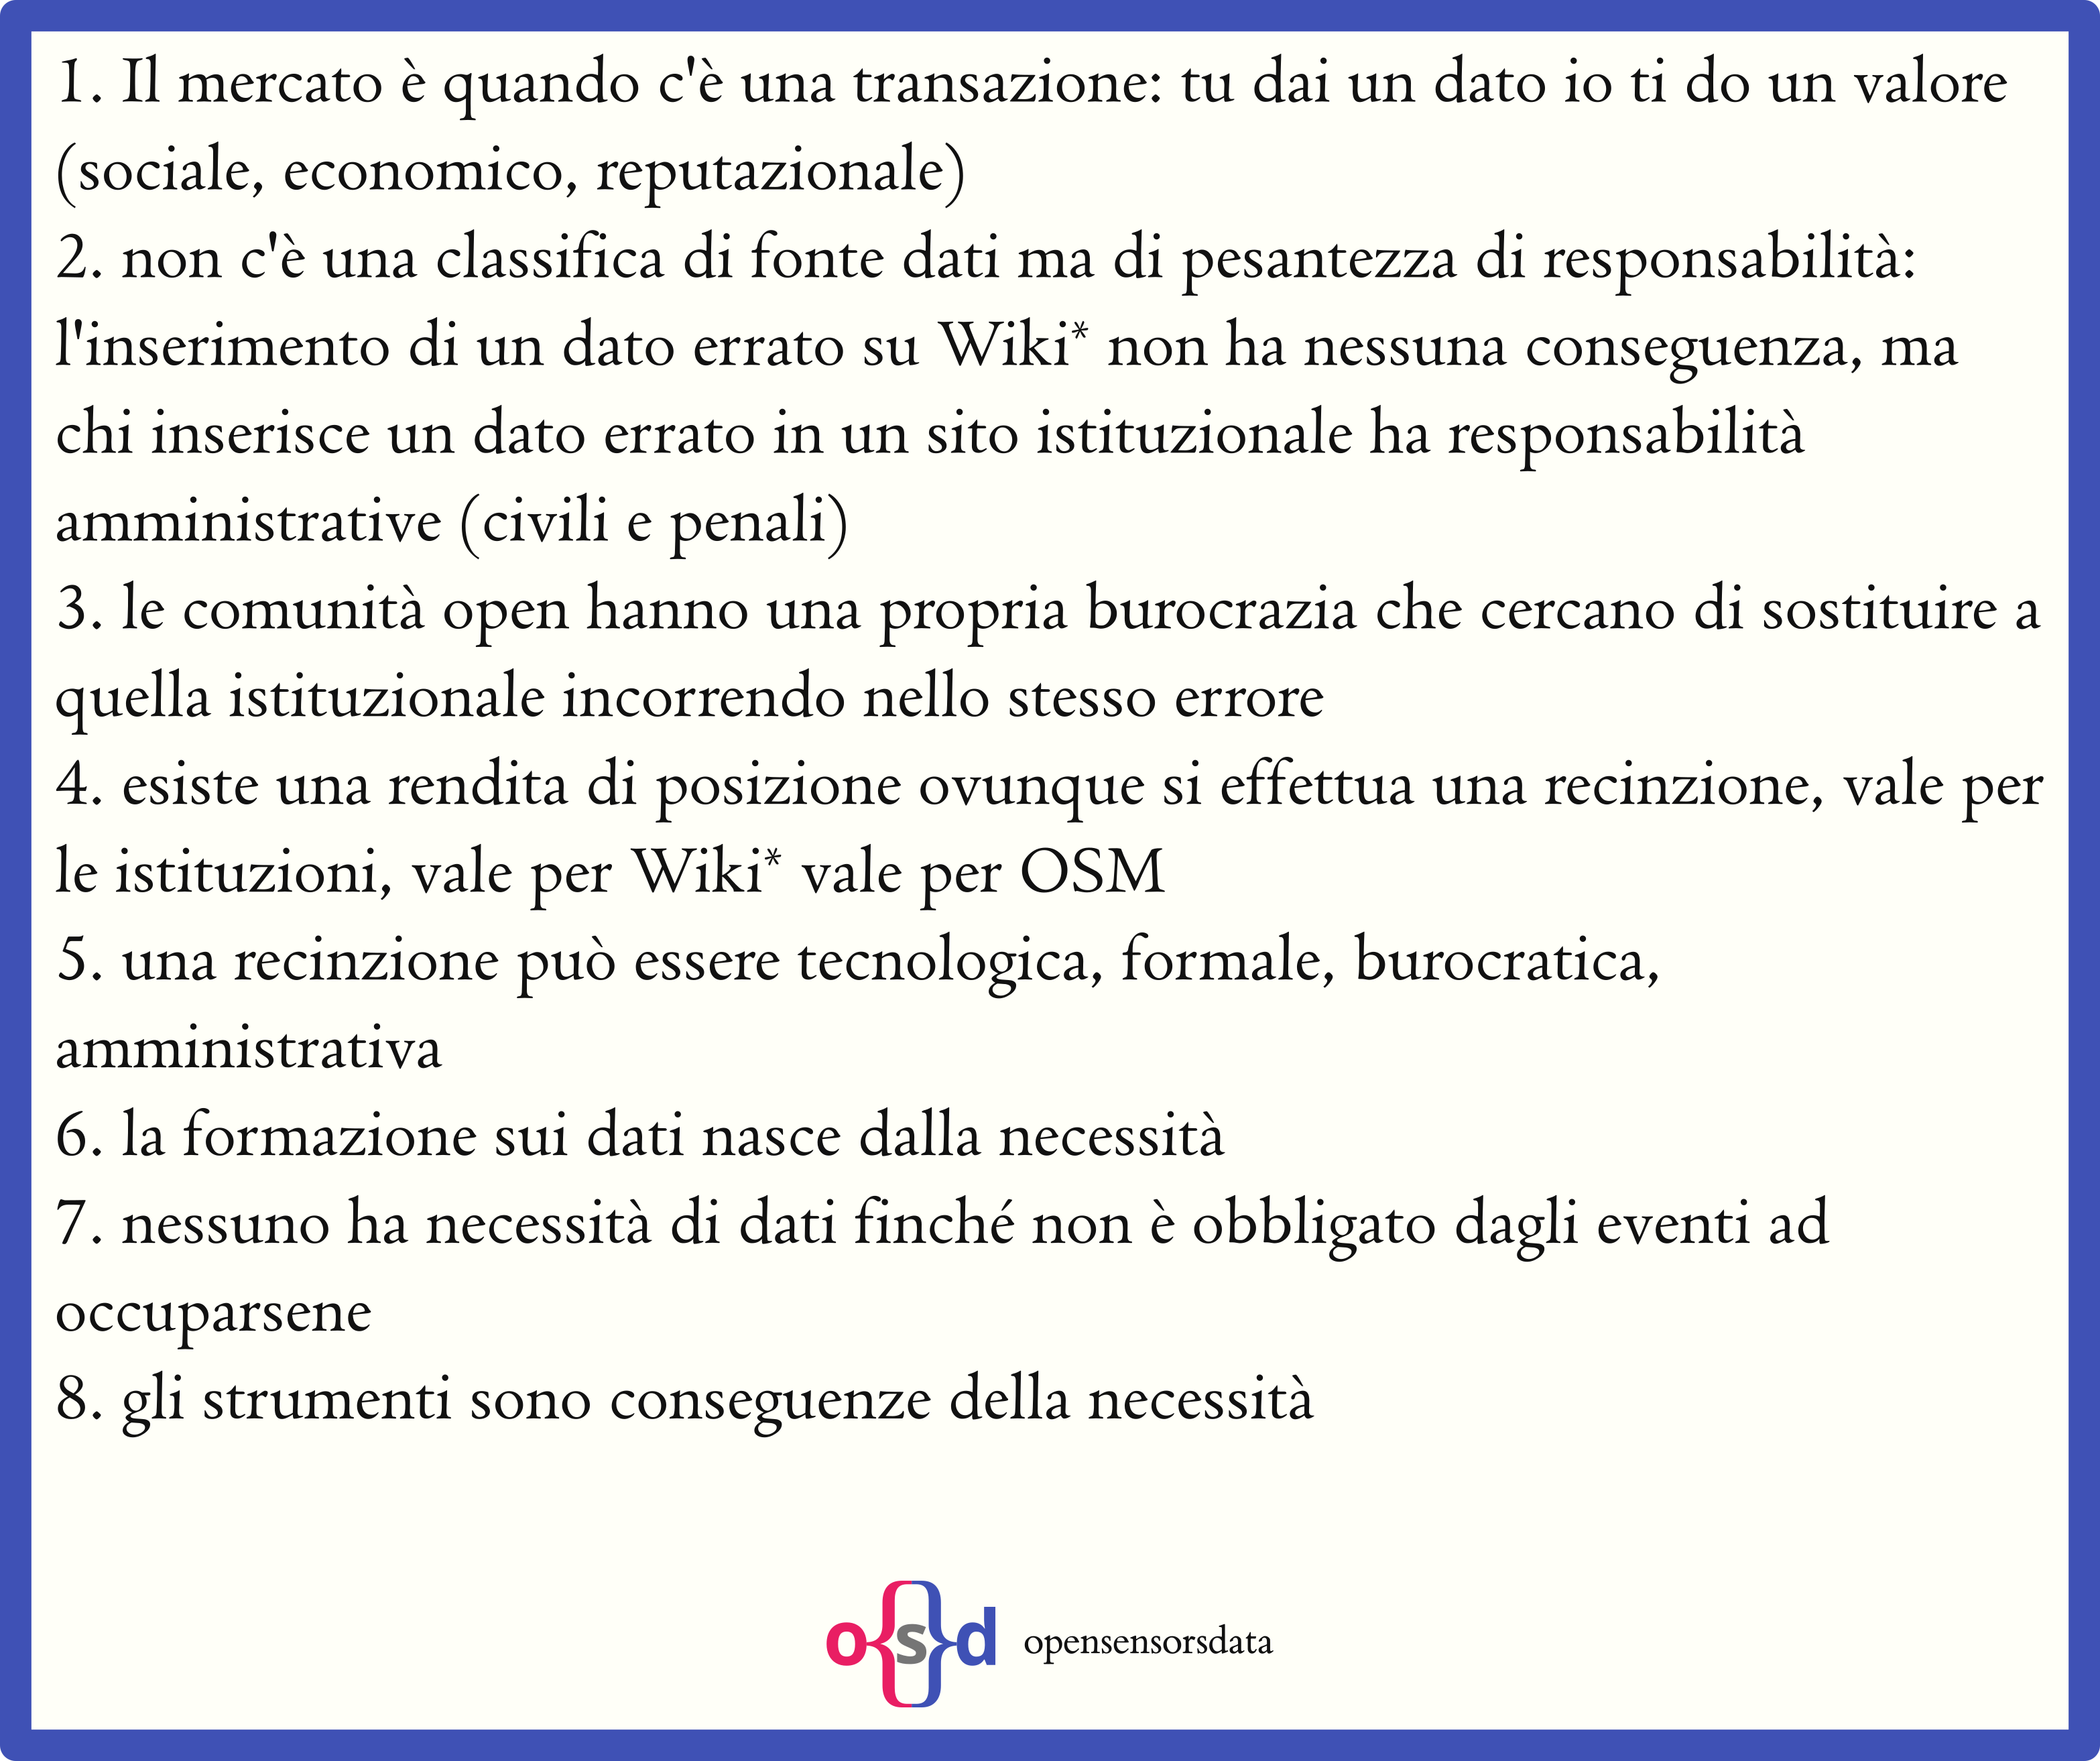 1. Il mercato è quando c'è una transazione: tu dai un dato io ti do un valore
(sociale, economico, reputazionale)
2. non c'è una classifica di fonte dati ma di pesantezza di responsabilità:
l'inserimento di un dato errato su Wiki* non ha nessuna conseguenza, ma
chi inserisce un dato errato in un sito istituzionale ha responsabilità
amministrative (civili e penali)
3. le comunità open hanno una propria burocrazia che cercano di sostituire a
quella istituzionale incorrendo nello stesso errore
4. esiste una rendita di posizione ovunque si effettua una recinzione, vale per
le istituzioni, vale per Wiki* vale per OSM
5. una recinzione può essere tecnologica, formale, burocratica,
amministrativa
6. la formazione sui dati nasce dalla necessità
7. nessuno ha necessità di dati finché non è obbligato dagli eventi ad
occuparsene
8. gli strumenti sono conseguenze della necessità
o{s}d opensensorsdata